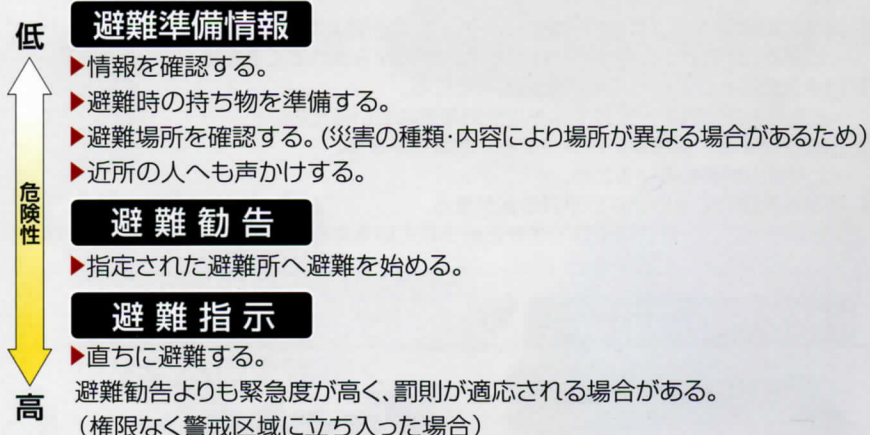 低
避難準備情報
▶情報を確認する。
▶避難時の持ち物を準備する。
▶避難場所を確認する。(災害の種類・内容により場所が異なる場合があるため)
▶近所の人へも声かけする。
危険性
避難勧告
▶指定された避難所へ避難を始める。
避難指示
▶直ちに避難する。
避難勧告よりも緊急度が高く、罰則が適応される場合がある。
(権限なく警戒区域に立ち入った場合)
高